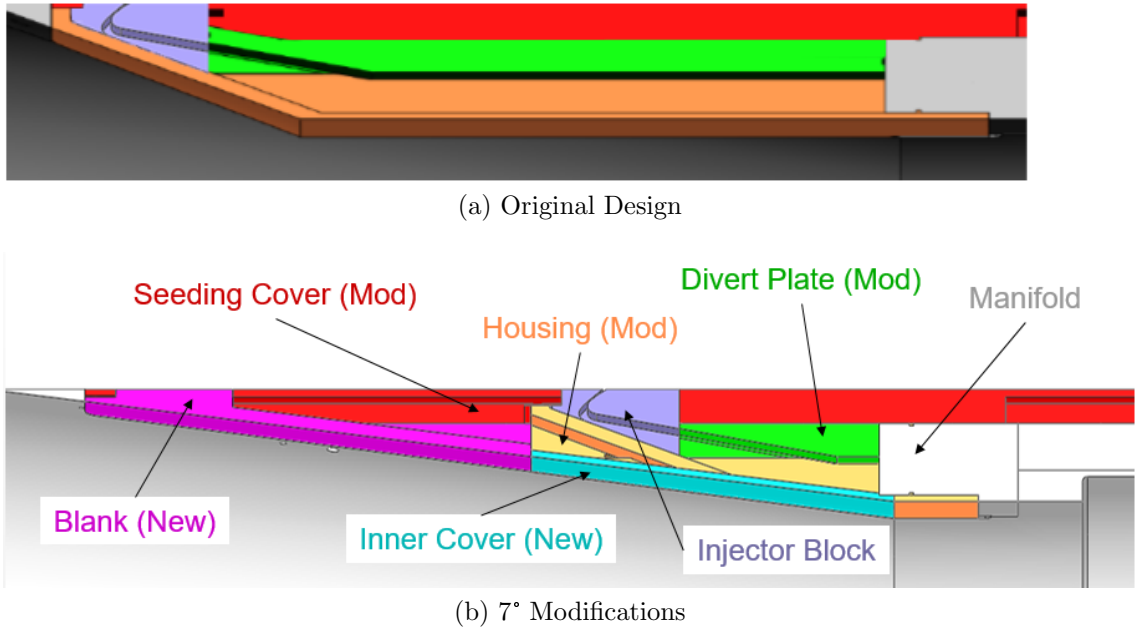 (a) Original Design
Divert Plate (Mod)
Seeding Cover (Mod)
Manifold
Housing (Mod)
Blank (New)
Inner Cover (New)
Injector Block
(b) 7° Modifications